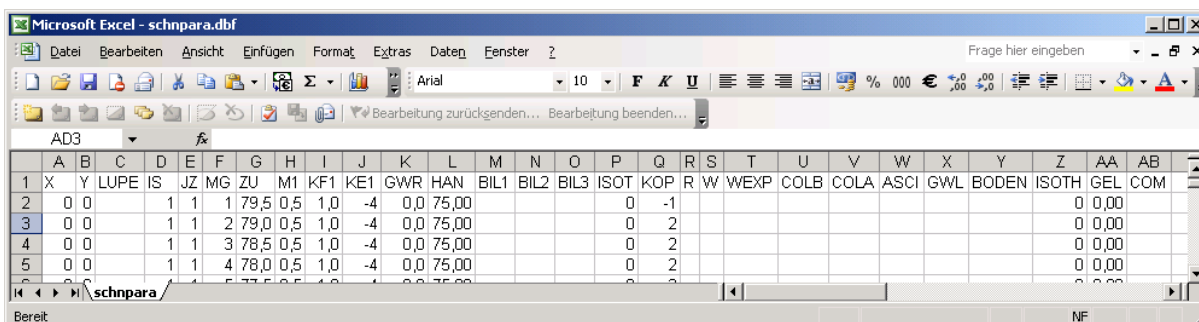 Microsoft Excel - schnpara.dbf
Datei Bearbeiten Ansicht Einfügen Format Extras Daten Fenster ? Frage hier eingeben
Arial 10 F K U % 000 €
Bearbeitung zurücksenden... Bearbeitung beenden...
AD3 fx
A B C D E F G H I J K L M N O P Q R S T U V W X Y Z AA AB
1 X Y LUPE IS JZ MG ZU M1 KF1 KE1 GWR HAN BIL1 BIL2 BIL3 ISOT KOP R W WEXP COLB COLA ASCI GWL BODEN ISOTH GEL COM
2 0 0 1 1 1 79,5 0,5 1,0 -4 0,0 75,00 0 -1 0 0,00
3 0 0 1 1 2 79,0 0,5 1,0 -4 0,0 75,00 0 2 0 0,00
4 0 0 1 1 3 78,5 0,5 1,0 -4 0,0 75,00 0 2 0 0,00
5 0 0 1 1 4 78,0 0,5 1,0 -4 0,0 75,00 0 2 0 0,00
schnpara
Bereit NF